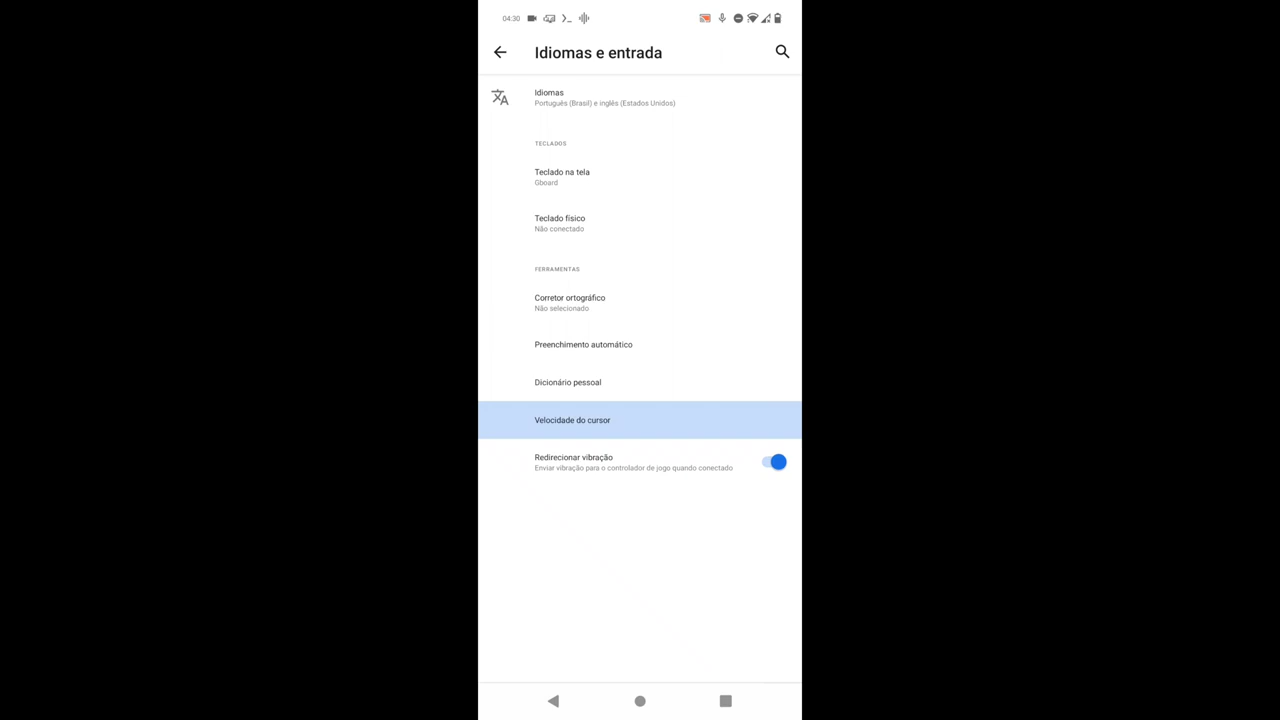 04:30
Idiomas e entrada
Idiomas
Português (Brasil) e inglês (Estados Unidos)
TECLADOS
Teclado na tela
Gboard
Teclado físico
Não conectado
FERRAMENTAS
Corretor ortográfico
Não selecionado
Preenchimento automático
Dicionário pessoal
Velocidade do cursor
Redirecionar vibração
Enviar vibração para o controlador de jogo quando conectado